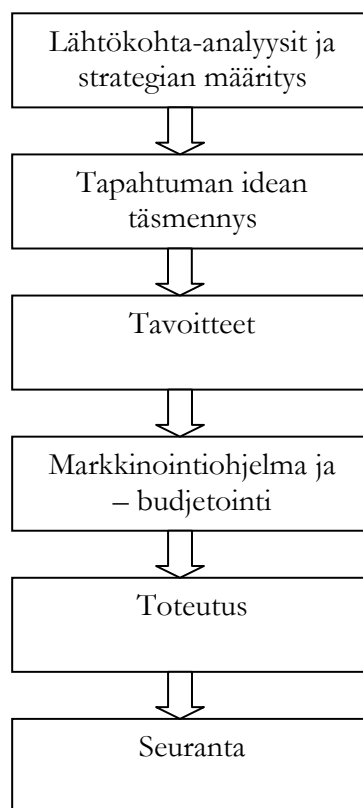 Lähtökohta-analyysit ja
strategian määritys
Tapahtuman idean
täsmennys
Tavoitteet
Markkinointiohjelma ja
– budjetointi
Toteutus
Seuranta